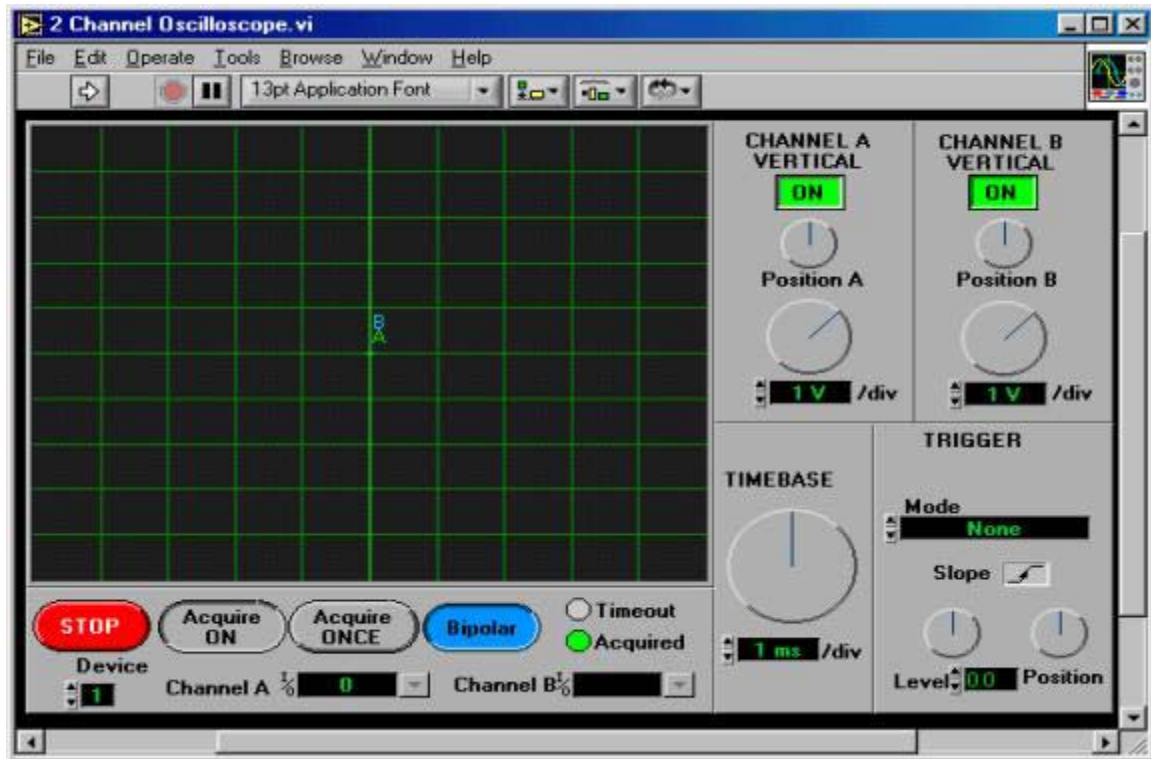 2 Channel Oscilloscope.vi
File Edit Operate Tools Browse Window Help
13pt Application Font
CHANNEL A
VERTICAL
ON
Position A
1 V /div
CHANNEL B
VERTICAL
ON
Position B
1 V /div
B
A
TIMEBASE
1 ms /div
TRIGGER
Mode
None
Slope
Level 0.0 Position
STOP
Acquire
ON
Acquire
ONCE
Bipolar
Timeout
Acquired
Device
1
Channel A I/O 0
Channel B I/O